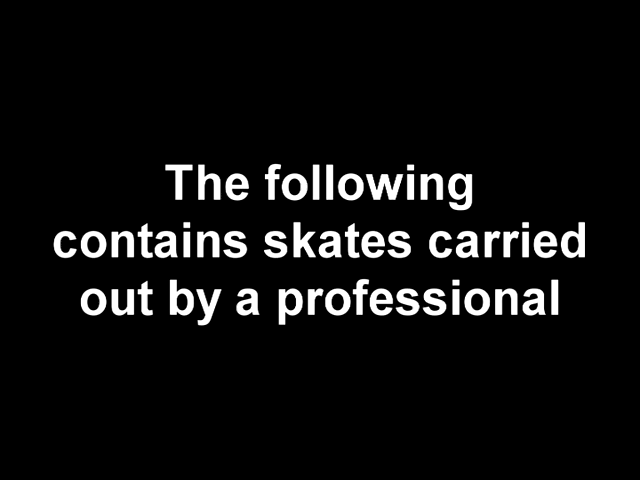 The following
contains skates carried
out by a professional